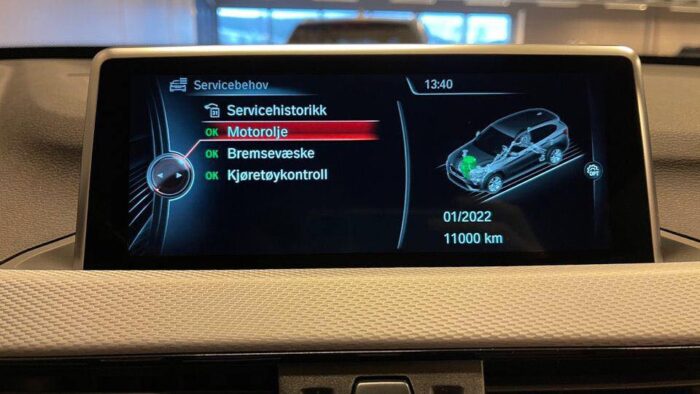 Servicebehov
13:40
Servicehistorikk
OK Motorolje
OK Bremsevæske
OK Kjøretøykontroll
01/2022
11000 km